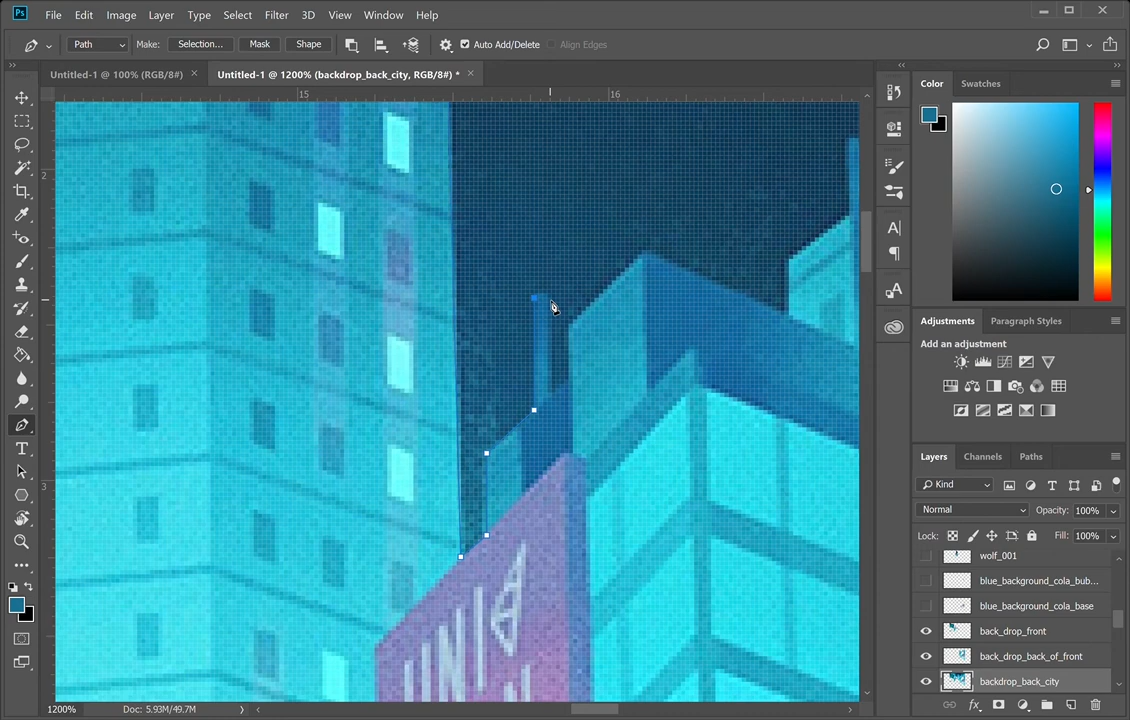 Ps File Edit Image Layer Type Select Filter 3D View Window Help
Path Make: Selection... Mask Shape Auto Add/Delete Align Edges
Untitled-1 @ 100% (RGB/8#) × Untitled-1 @ 1200% (backdrop_back_city, RGB/8#) * ×
15 16
2
3
Color Swatches
Adjustments Paragraph Styles
Add an adjustment
Layers Channels Paths
Kind
Normal Opacity: 100%
Lock: Fill: 100%
wolf_001
blue_background_cola_bub...
blue_background_cola_base
back_drop_front
back_drop_back_of_front
backdrop_back_city
1200% Doc: 5.93M/49.7M